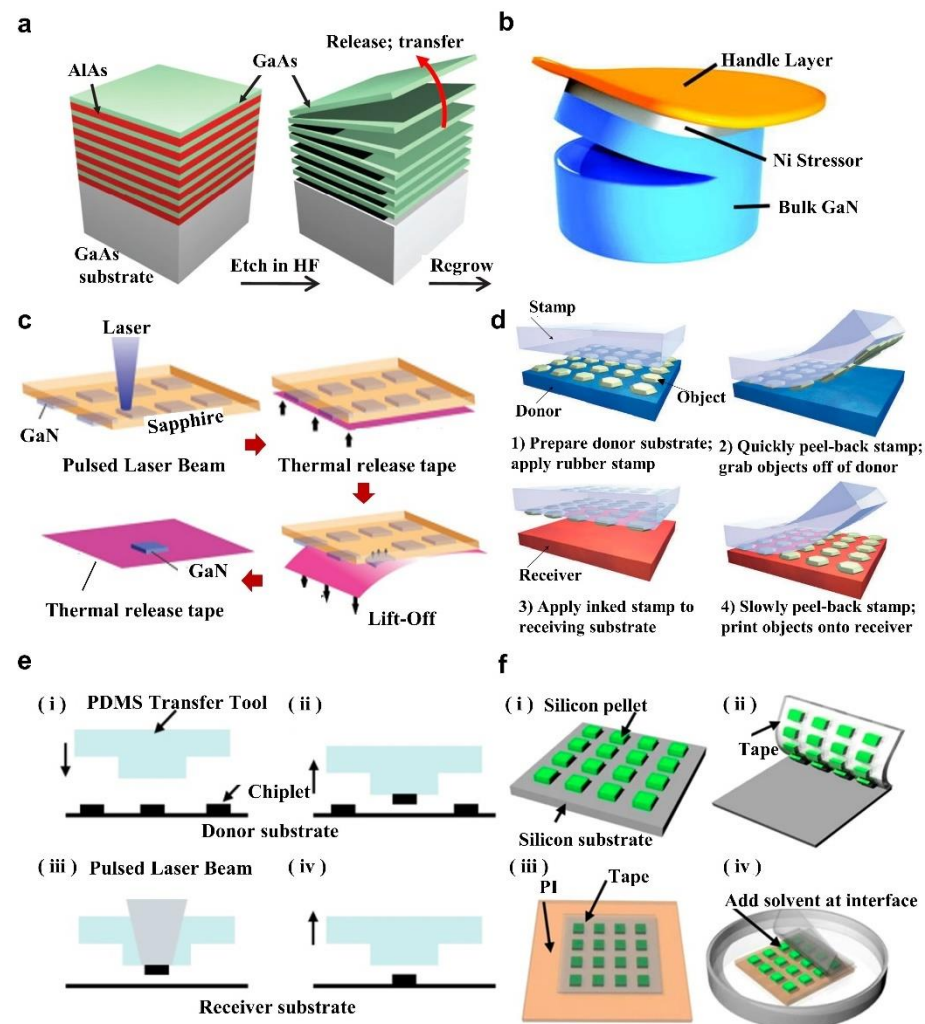 a
AlAs
GaAs
Release; transfer
GaAs
substrate
Etch in HF
Regrow
b
Handle Layer
Ni Stressor
Bulk GaN
c
Laser
GaN
Sapphire
Pulsed Laser Beam
Thermal release tape
GaN
Thermal release tape
Lift-Off
d
Stamp
Donor
Object
1) Prepare donor substrate;
apply rubber stamp
2) Quickly peel-back stamp;
grab objects off of donor
Receiver
3) Apply inked stamp to
receiving substrate
4) Slowly peel-back stamp;
print objects onto receiver
e
( i )
PDMS Transfer Tool
( ii )
Chiplet
Donor substrate
( iii )
Pulsed Laser Beam
( iv )
Receiver substrate
f
( i )
Silicon pellet
( ii )
Tape
Silicon substrate
( iii )
PI
Tape
( iv )
Add solvent at interface